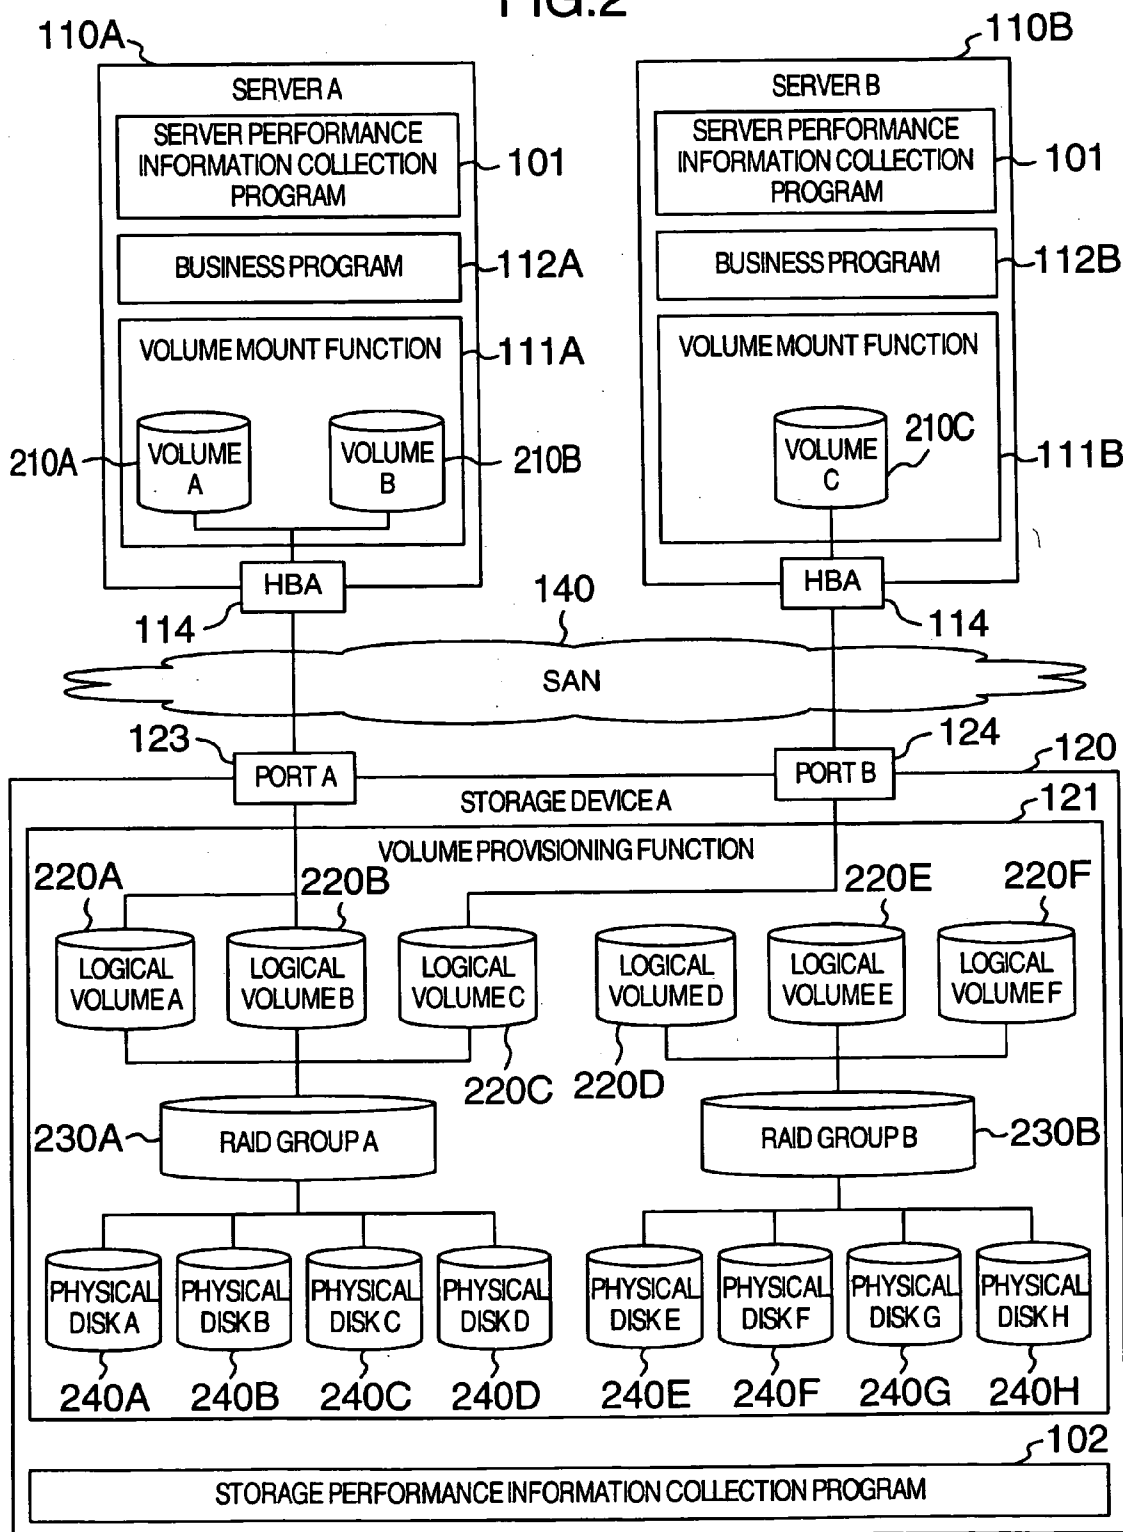 FIG.2
110A
110B
SERVER A
SERVER B
SERVER PERFORMANCE
INFORMATION COLLECTION
PROGRAM
101
SERVER PERFORMANCE
INFORMATION COLLECTION
PROGRAM
101
BUSINESS PROGRAM
112A
BUSINESS PROGRAM
112B
VOLUME MOUNT FUNCTION
111A
VOLUME MOUNT FUNCTION
210A
VOLUME
A
VOLUME
B
210B
VOLUME
C
210C
111B
HBA
HBA
114
140
114
SAN
123
124
120
PORT A
PORT B
STORAGE DEVICE A
121
VOLUME PROVISIONING FUNCTION
220A
220B
220E
220F
LOGICAL
VOLUME A
LOGICAL
VOLUME B
LOGICAL
VOLUME C
LOGICAL
VOLUME D
LOGICAL
VOLUME E
LOGICAL
VOLUME F
220C
220D
230A
RAID GROUP A
RAID GROUP B
230B
PHYSICAL
DISK A
PHYSICAL
DISK B
PHYSICAL
DISK C
PHYSICAL
DISK D
PHYSICAL
DISK E
PHYSICAL
DISK F
PHYSICAL
DISK G
PHYSICAL
DISK H
240A
240B
240C
240D
240E
240F
240G
240H
102
STORAGE PERFORMANCE INFORMATION COLLECTION PROGRAM